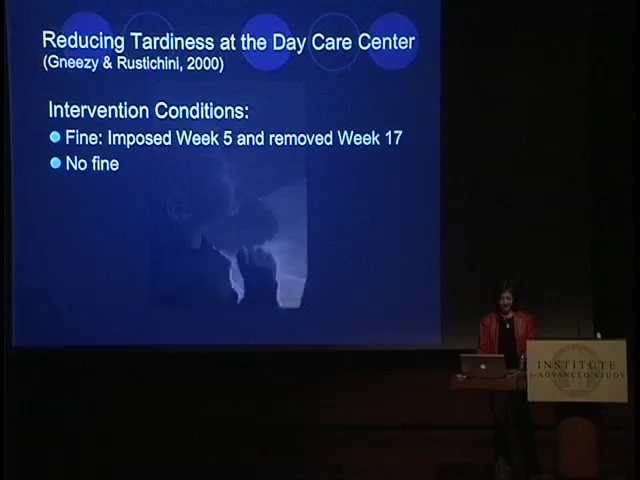 Reducing Tardiness at the Day Care Center
(Gneezy & Rustichini, 2000)
Intervention Conditions:
Fine: Imposed Week 5 and removed Week 17
No fine
INSTITUTE
ADVANCED STUDY